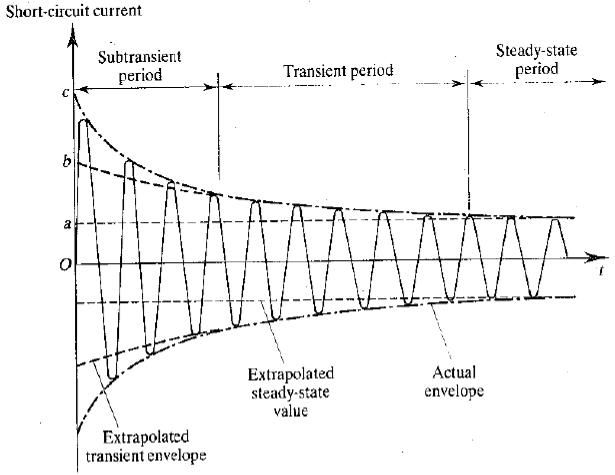 Short-circuit current
Subtransient
period
Transient period
Steady-state
period
c
b
a
O
t
Extrapolated
steady-state
value
Actual
envelope
Extrapolated
transient envelope